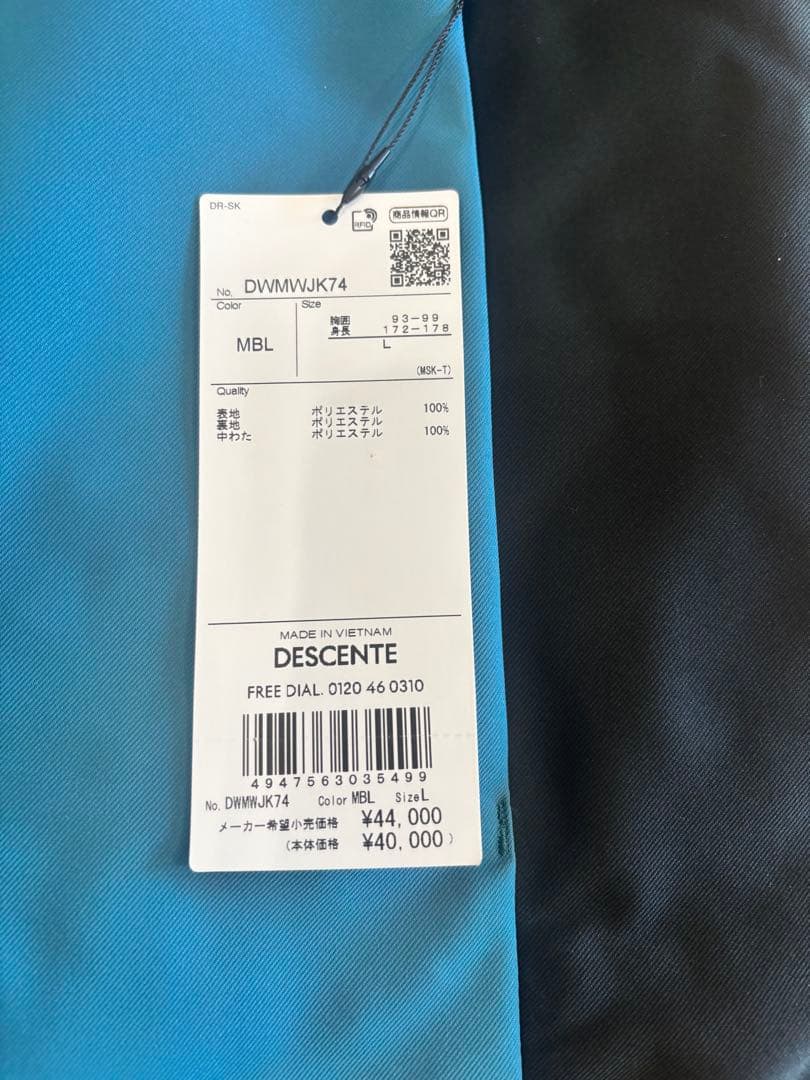 DR-SK
RFID
商品情報QR
No. DWMWJK74
Color
Size
MBL
胸囲 93-99
身長 172-178
L
(MSK-T)
Quality
表地 ポリエステル 100%
裏地 ポリエステル
中わた ポリエステル 100%
MADE IN VIETNAM
DESCENTE
FREE DIAL. 0120 46 0310
4947563035499
No. DWMWJK74 Color MBL Size L
メーカー希望小売価格 ¥44,000
(本体価格 ¥40,000)